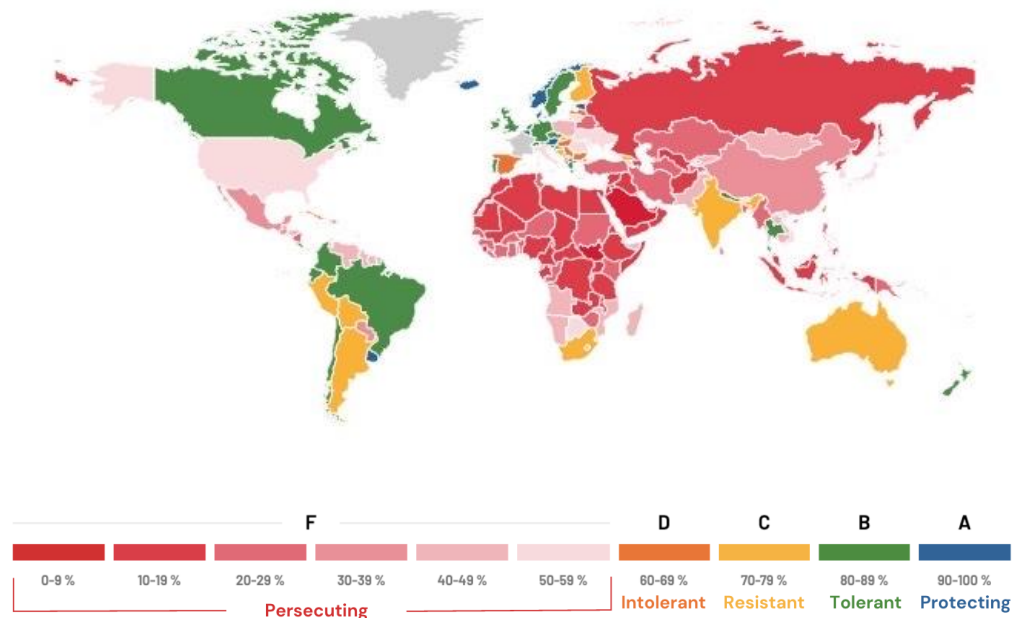 F D C B A
0-9 % 10-19 % 20-29 % 30-39 % 40-49 % 50-59 % 60-69 % 70-79 % 80-89 % 90-100 %
Persecuting Intolerant Resistant Tolerant Protecting